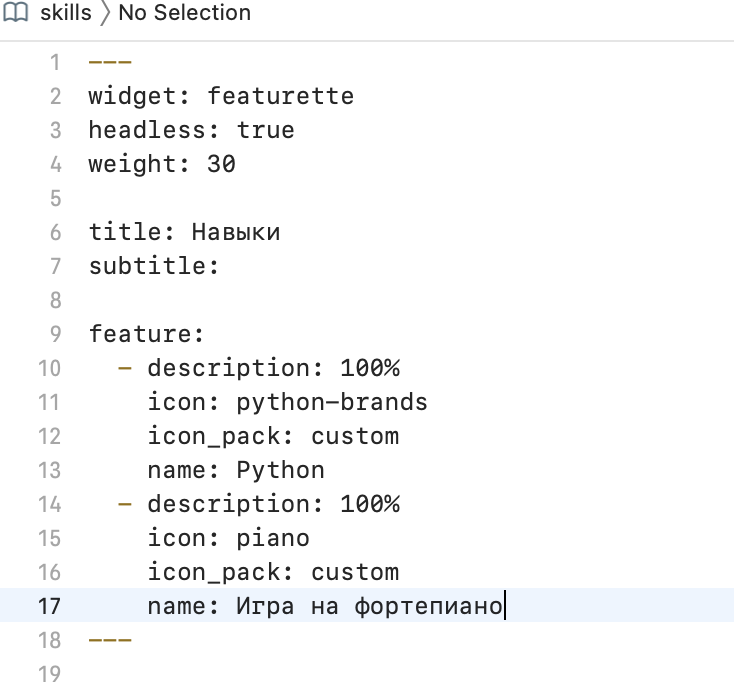 skills > No Selection
1 ---
2 widget: featurette
3 headless: true
4 weight: 30
5
6 title: Навыки
7 subtitle:
8
9 feature:
10   - description: 100%
11     icon: python-brands
12     icon_pack: custom
13     name: Python
14   - description: 100%
15     icon: piano
16     icon_pack: custom
17     name: Игра на фортепиано
18 ---
19